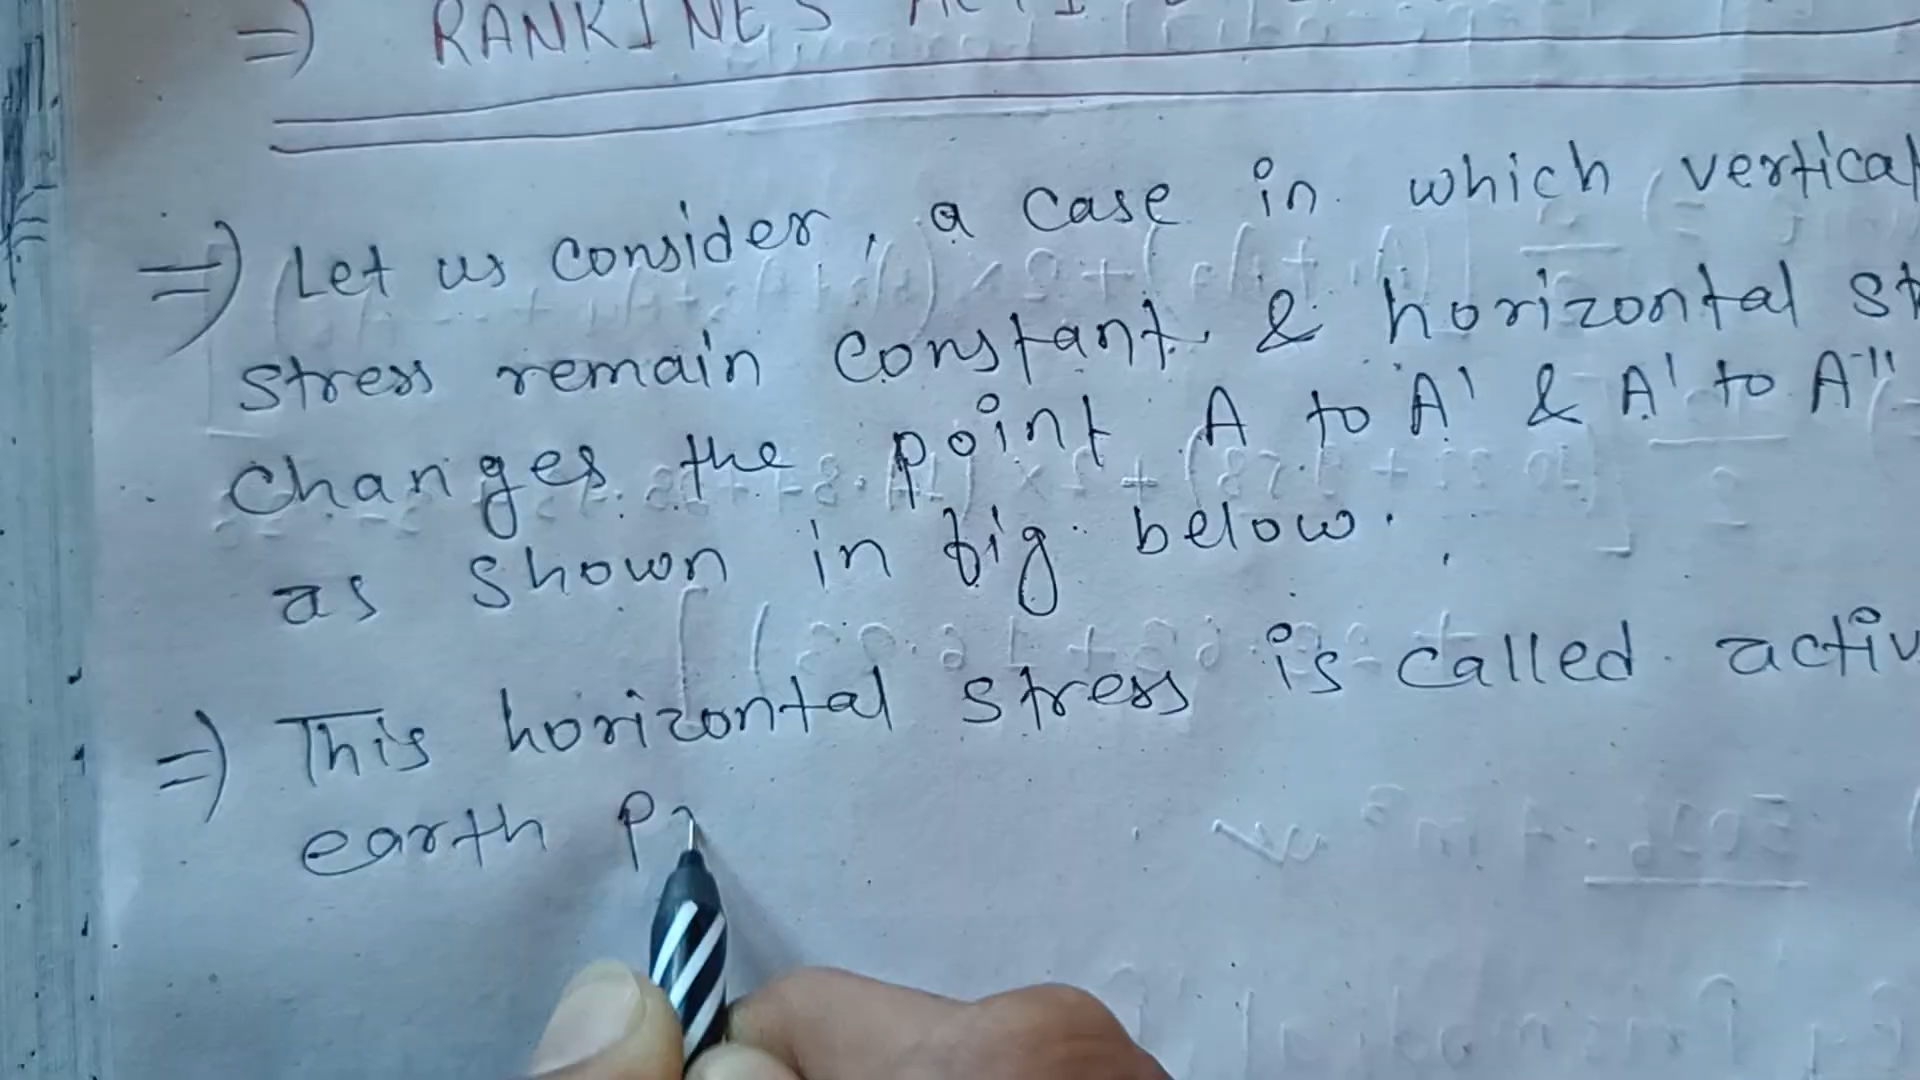 => RANKINE'S
=> Let us consider, a case in which vertical
stress remain constant & horizontal st
changes the point A to A' & A' to A''
as shown in fig. below.
=> This horizontal stress is called activ
earth Pr